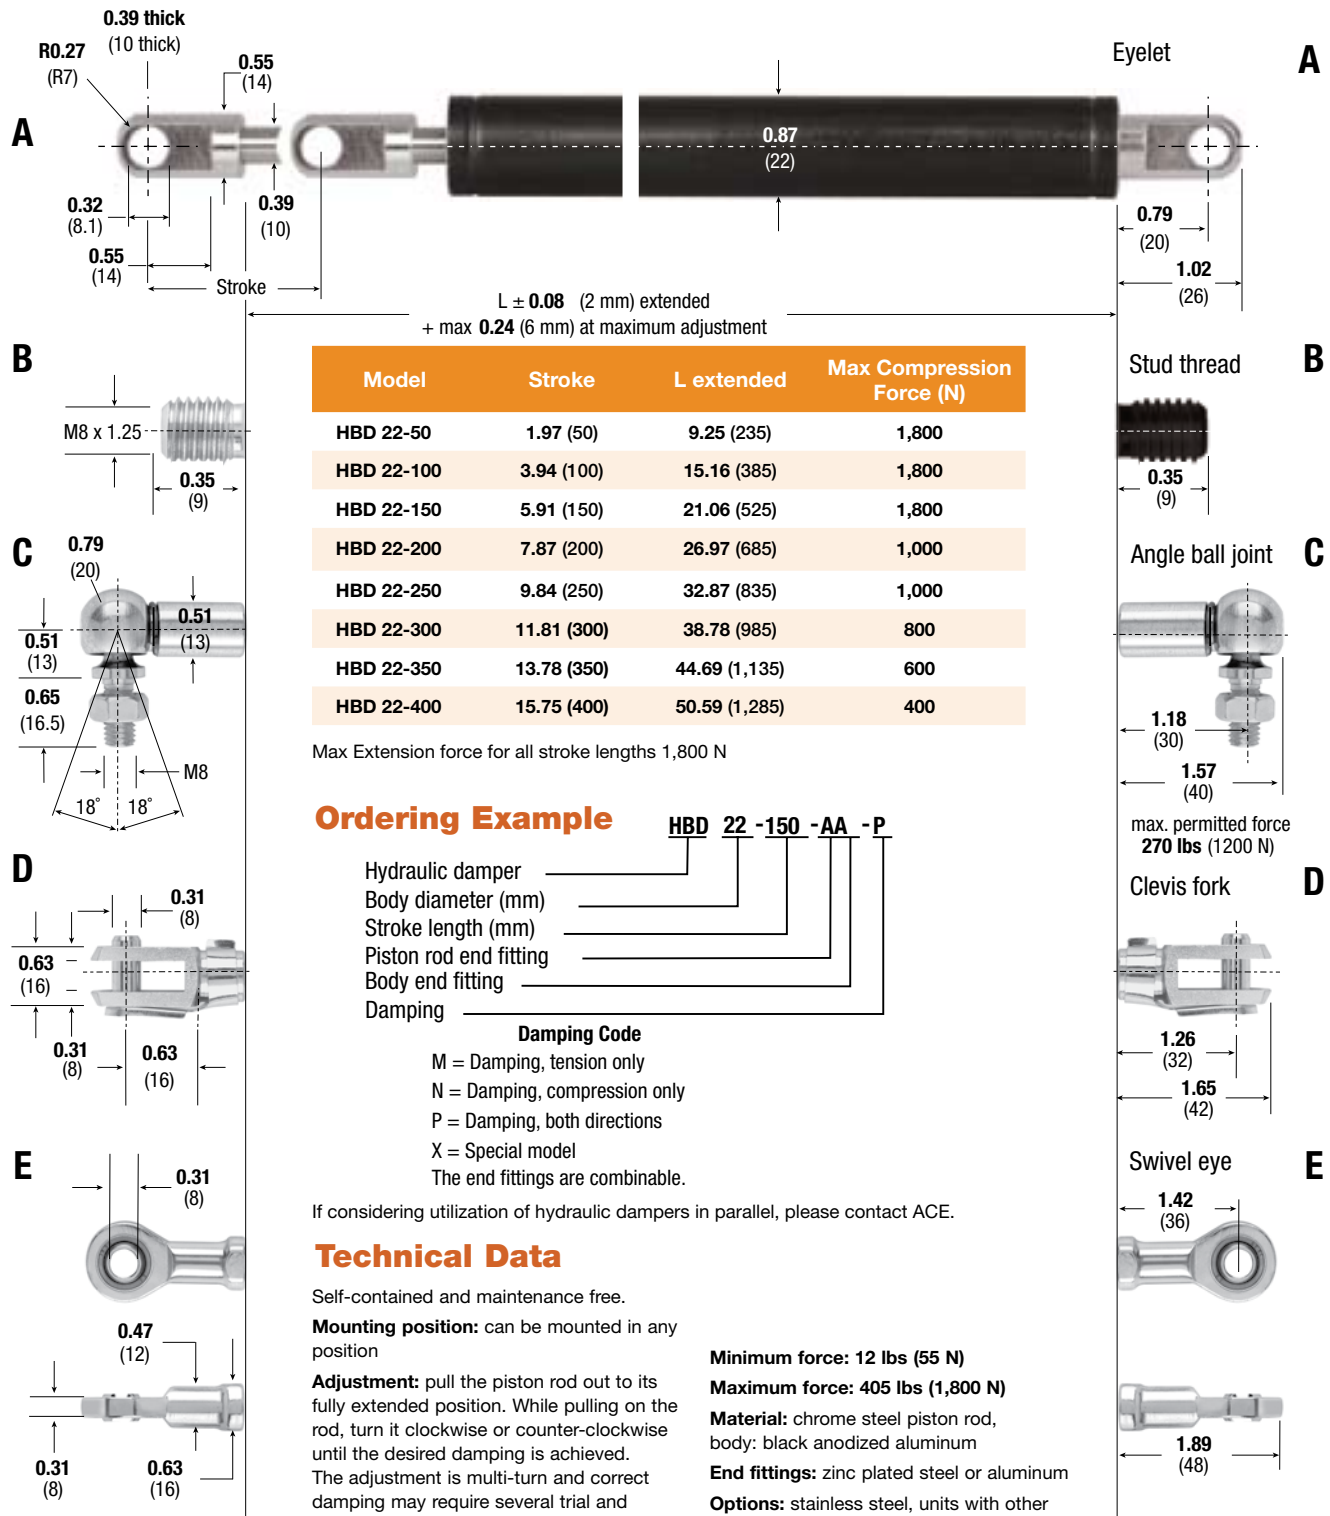 0.39 thick
(10 thick)
R0.27
(R7)
0.55
(14)
Eyelet
A
A
0.87
(22)
0.32
(8.1)
0.39
(10)
0.55
(14)
Stroke
0.79
(20)
1.02
(26)
L ± 0.08 (2 mm) extended
+ max 0.24 (6 mm) at maximum adjustment
B
M8 x 1.25
0.35
(9)
Stud thread
B
0.35
(9)
Model Stroke L extended Max Compression
Force (N)
HBD 22-50 1.97 (50) 9.25 (235) 1,800
HBD 22-100 3.94 (100) 15.16 (385) 1,800
HBD 22-150 5.91 (150) 21.06 (525) 1,800
HBD 22-200 7.87 (200) 26.97 (685) 1,000
HBD 22-250 9.84 (250) 32.87 (835) 1,000
HBD 22-300 11.81 (300) 38.78 (985) 800
HBD 22-350 13.78 (350) 44.69 (1,135) 600
HBD 22-400 15.75 (400) 50.59 (1,285) 400
Max Extension force for all stroke lengths 1,800 N
C
0.79
(20)
0.51
(13)
0.51
(13)
0.65
(16.5)
M8
18°
18°
Angle ball joint
C
1.18
(30)
1.57
(40)
max. permitted force
270 lbs (1200 N)
Ordering Example
HBD 22 -150 -AA -P
Hydraulic damper
Body diameter (mm)
Stroke length (mm)
Piston rod end fitting
Body end fitting
Damping
Damping Code
M = Damping, tension only
N = Damping, compression only
P = Damping, both directions
X = Special model
The end fittings are combinable.
If considering utilization of hydraulic dampers in parallel, please contact ACE.
D
0.31
(8)
0.63
(16)
0.31
(8)
0.63
(16)
Clevis fork
D
1.26
(32)
1.65
(42)
E
0.31
(8)
0.47
(12)
0.31
(8)
0.63
(16)
Swivel eye
E
1.42
(36)
1.89
(48)
Technical Data
Self-contained and maintenance free.
Mounting position: can be mounted in any
position
Adjustment: pull the piston rod out to its
fully extended position. While pulling on the
rod, turn it clockwise or counter-clockwise
until the desired damping is achieved.
The adjustment is multi-turn and correct
damping may require several trial and
Minimum force: 12 lbs (55 N)
Maximum force: 405 lbs (1,800 N)
Material: chrome steel piston rod,
body: black anodized aluminum
End fittings: zinc plated steel or aluminum
Options: stainless steel, units with other